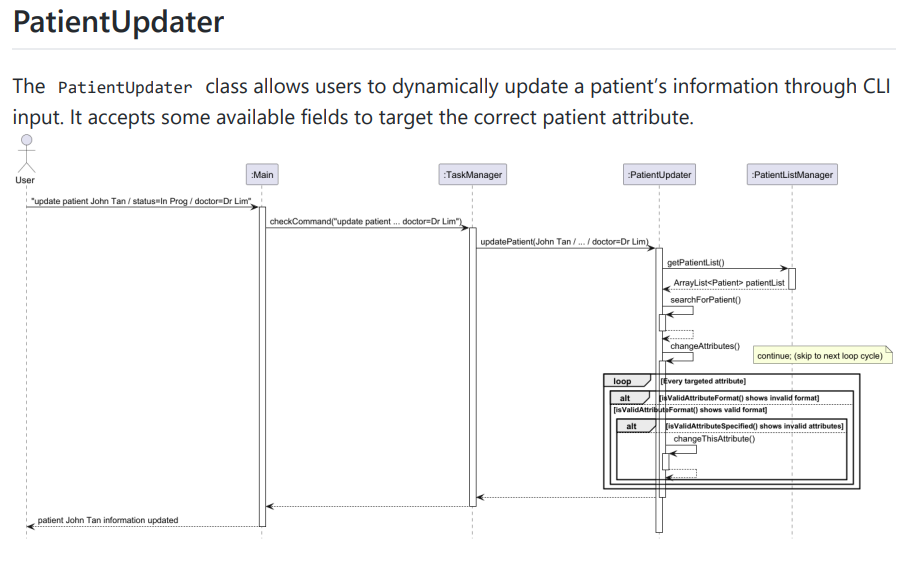 PatientUpdater
The PatientUpdater class allows users to dynamically update a patient’s information through CLI
input. It accepts some available fields to target the correct patient attribute.
User
:Main
:TaskManager
:PatientUpdater
:PatientListManager
"update patient John Tan / status=In Prog / doctor=Dr Lim"
checkCommand("update patient ... doctor=Dr Lim")
updatePatient(John Tan / ... / doctor=Dr Lim)
getPatientList()
ArrayList<Patient> patientList
searchForPatient()
changeAttributes()
continue; (skip to next loop cycle)
loop [Every targeted attribute]
alt [isValidAttributeFormat() shows invalid format]
[isValidAttributeFormat() shows valid format]
alt [isValidAttributeSpecified() shows invalid attributes]
changeThisAttribute()
patient John Tan information updated